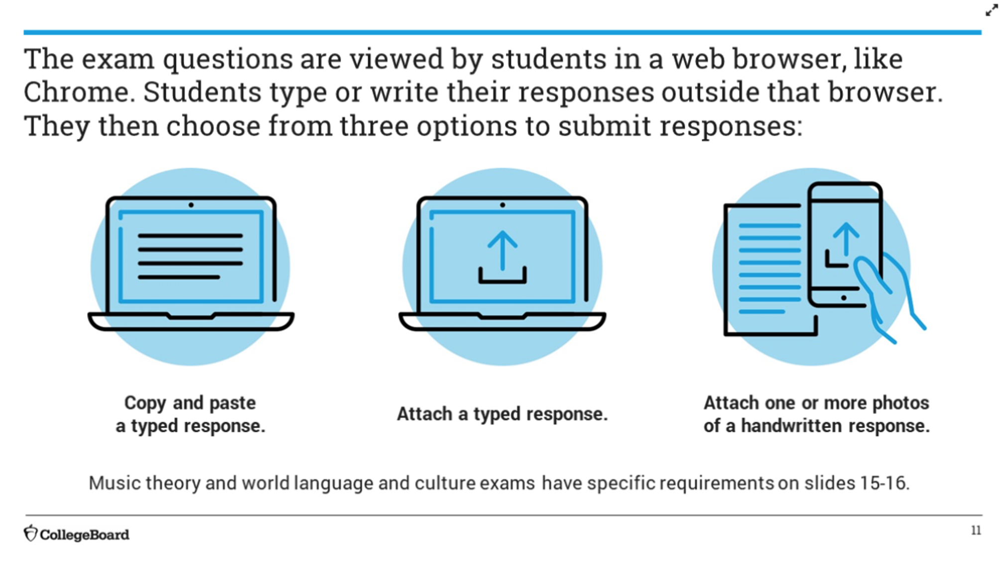 The exam questions are viewed by students in a web browser, like
Chrome. Students type or write their responses outside that browser.
They then choose from three options to submit responses:
Copy and paste
a typed response.
Attach a typed response.
Attach one or more photos
of a handwritten response.
Music theory and world language and culture exams have specific requirements on slides 15-16.
CollegeBoard
11